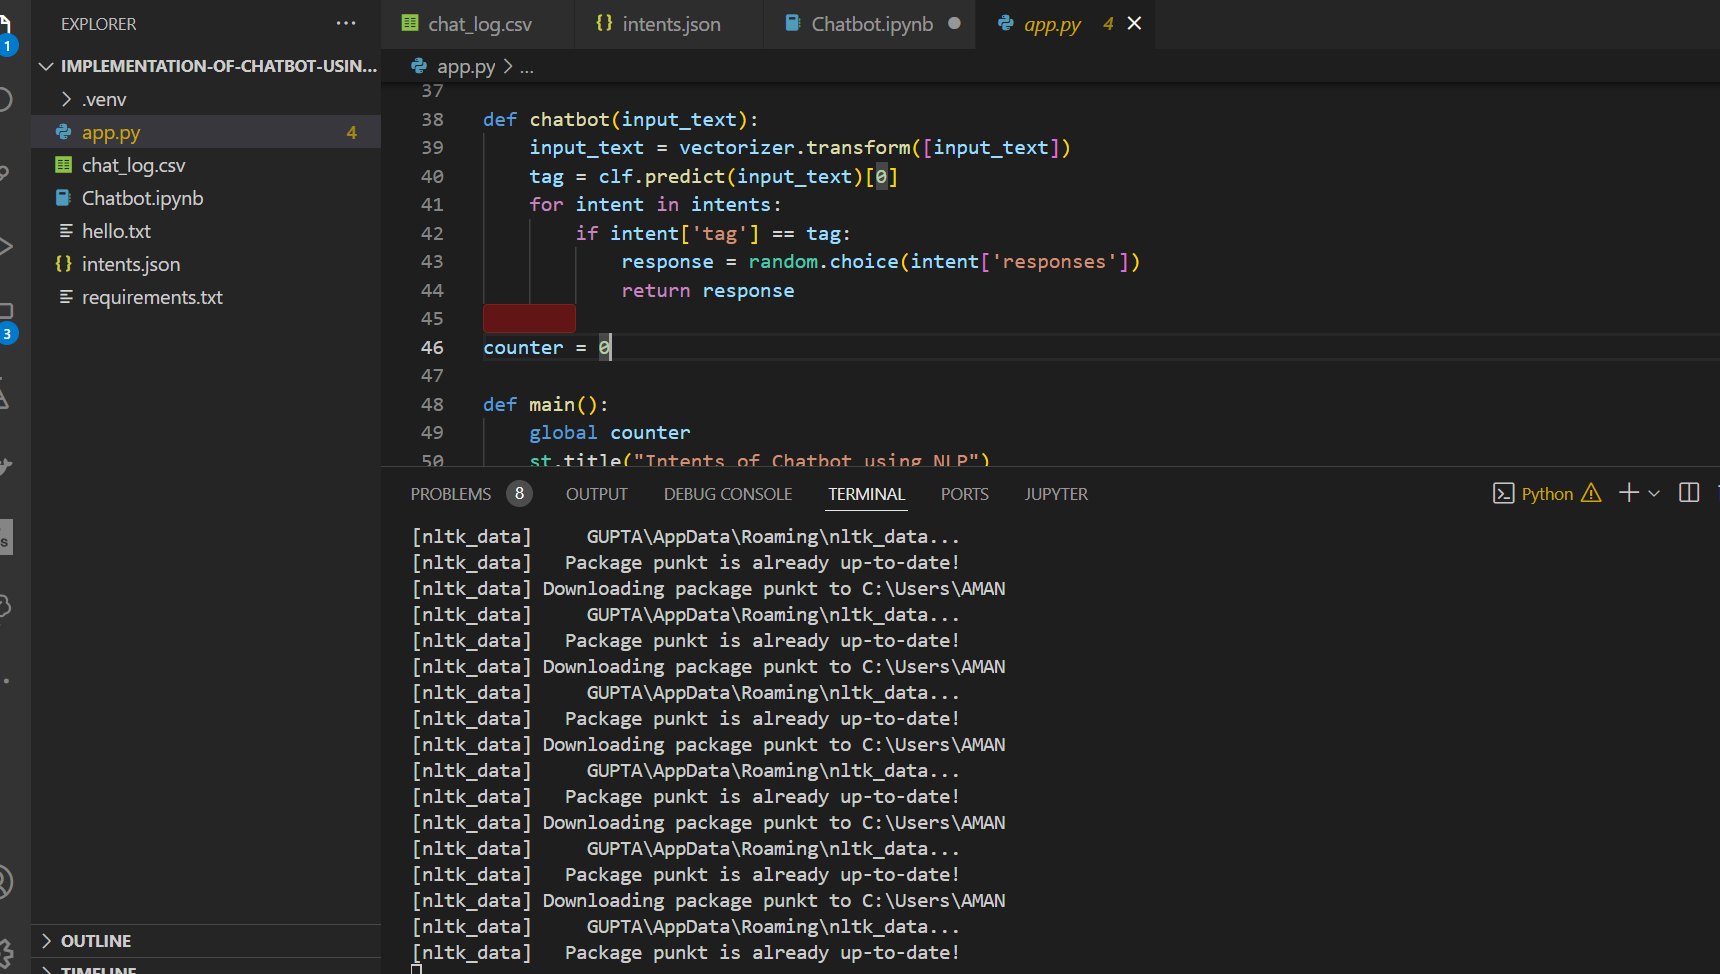 EXPLORER
IMPLEMENTATION-OF-CHATBOT-USIN...
.venv
app.py 4
chat_log.csv
Chatbot.ipynb
hello.txt
intents.json
requirements.txt
OUTLINE
TIMELINE
1
3
chat_log.csv
{} intents.json
Chatbot.ipynb
app.py 4
app.py > ...
37
38 def chatbot(input_text):
39 input_text = vectorizer.transform([input_text])
40 tag = clf.predict(input_text)[0]
41 for intent in intents:
42 if intent['tag'] == tag:
43 response = random.choice(intent['responses'])
44 return response
45
46 counter = 0
47
48 def main():
49 global counter
50 st.title("Intents of Chatbot using NLP")
PROBLEMS 8 OUTPUT DEBUG CONSOLE TERMINAL PORTS JUPYTER
Python
[nltk_data] GUPTA\AppData\Roaming\nltk_data...
[nltk_data] Package punkt is already up-to-date!
[nltk_data] Downloading package punkt to C:\Users\AMAN
[nltk_data] GUPTA\AppData\Roaming\nltk_data...
[nltk_data] Package punkt is already up-to-date!
[nltk_data] Downloading package punkt to C:\Users\AMAN
[nltk_data] GUPTA\AppData\Roaming\nltk_data...
[nltk_data] Package punkt is already up-to-date!
[nltk_data] Downloading package punkt to C:\Users\AMAN
[nltk_data] GUPTA\AppData\Roaming\nltk_data...
[nltk_data] Package punkt is already up-to-date!
[nltk_data] Downloading package punkt to C:\Users\AMAN
[nltk_data] GUPTA\AppData\Roaming\nltk_data...
[nltk_data] Package punkt is already up-to-date!
[nltk_data] Downloading package punkt to C:\Users\AMAN
[nltk_data] GUPTA\AppData\Roaming\nltk_data...
[nltk_data] Package punkt is already up-to-date!